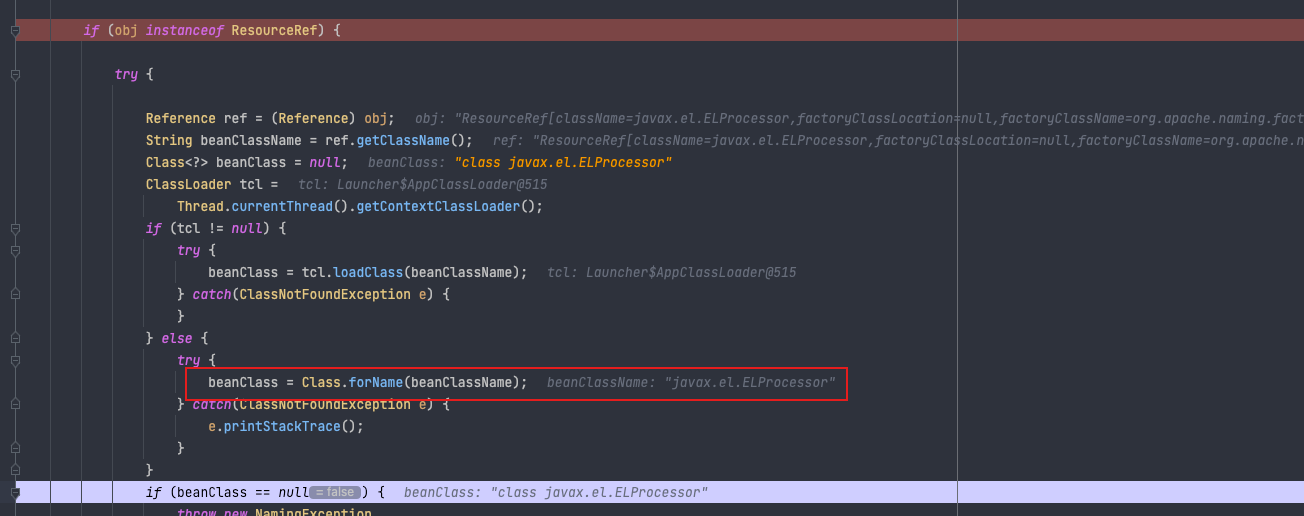 if (obj instanceof ResourceRef) {
try {
Reference ref = (Reference) obj; obj: "ResourceRef[className=javax.el.ELProcessor,factoryClassLocation=null,factoryClassName=org.apache.naming.fact
String beanClassName = ref.getClassName(); ref: "ResourceRef[className=javax.el.ELProcessor,factoryClassLocation=null,factoryClassName=org.apache.n
Class<?> beanClass = null; beanClass: "class javax.el.ELProcessor"
ClassLoader tcl = tcl: Launcher$AppClassLoader@515
Thread.currentThread().getContextClassLoader();
if (tcl != null) {
try {
beanClass = tcl.loadClass(beanClassName); tcl: Launcher$AppClassLoader@515
} catch(ClassNotFoundException e) {
}
} else {
try {
beanClass = Class.forName(beanClassName); beanClassName: "javax.el.ELProcessor"
} catch(ClassNotFoundException e) {
e.printStackTrace();
}
}
if (beanClass == null = false ) { beanClass: "class javax.el.ELProcessor"
throw new NamingException